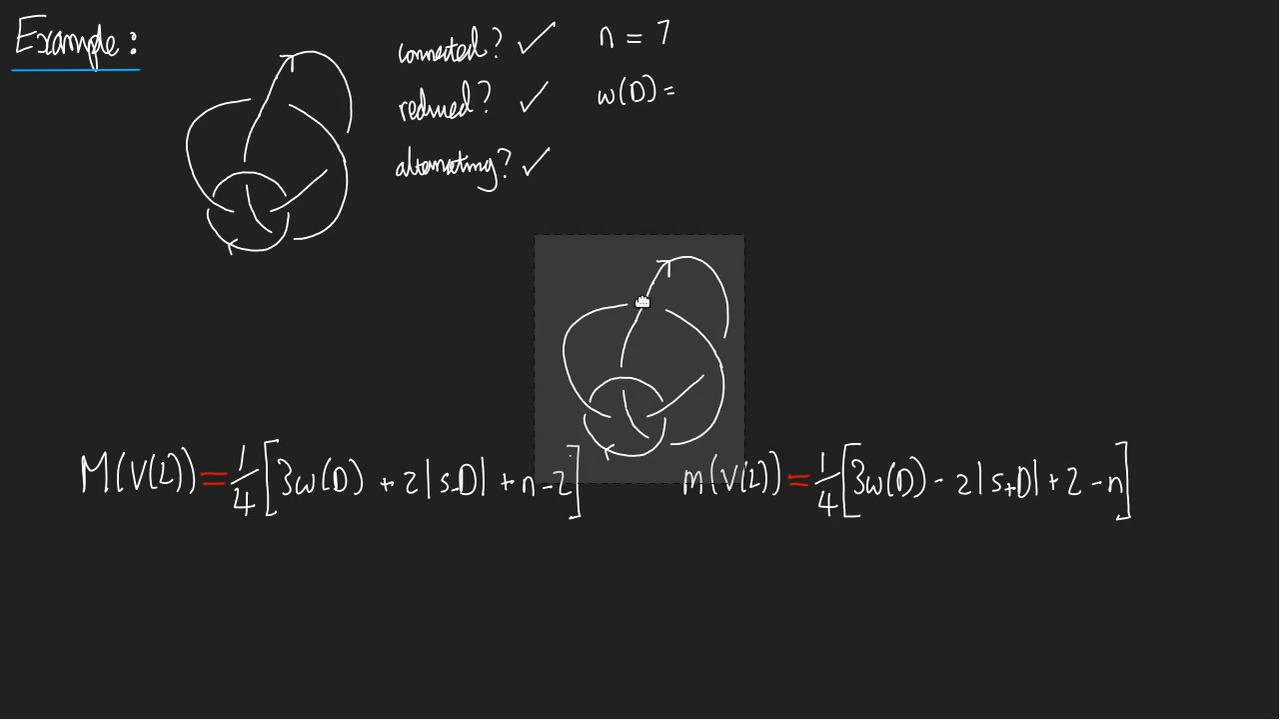 Example:
connected? ✓ n = 7
reduced? ✓ w(D) =
alternating? ✓
M(V(L)) = 1/4 [3w(D) + 2|s-D| + n - 2]
m(V(L)) = 1/4 [3w(D) - 2|s+D| + 2 - n]